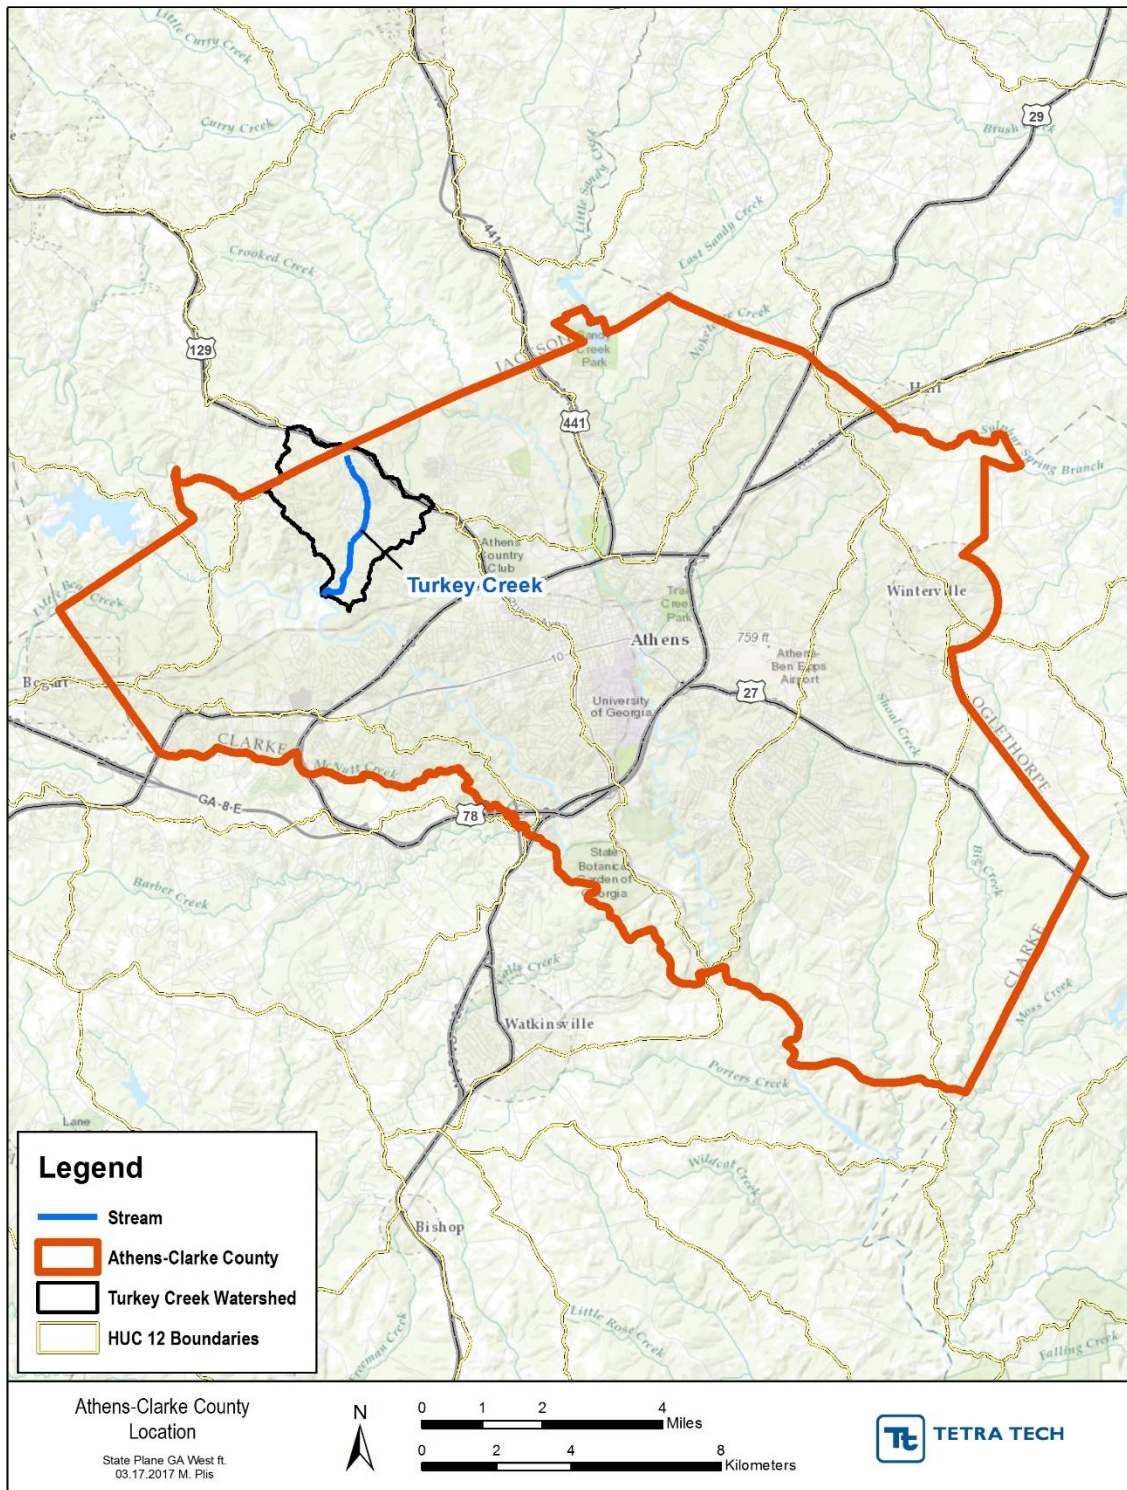 Little Curry Creek
Curry Creek
Little Sandy Creek
29
Brush Creek
441
East Sandy Creek
Crooked Creek
Noketchee Creek
129
JACKSON
Sandy
Creek
Park
Hull
441
Sulphur Spring Branch
Athens
Country
Club
Turkey Creek
Trail
Creek
Park
Winterville
Athens
759 ft
Athens-
Ben Epps
Airport
10
Bogart
University
of Georgia
27
Shoal Creek
OGLETHORPE
CLARKE
McNutt Creek
GA-8-E
78
State
Botanical
Garden of
Georgia
Big Creek
Barber Creek
CLARKE
Moss Creek
Calls Creek
Watkinsville
Porters Creek
Lane
Wildcat Creek
Bishop
Little Rose Creek
Freeman Creek
Falling Creek
Legend
Stream
Athens-Clarke County
Turkey Creek Watershed
HUC 12 Boundaries
Athens-Clarke County
Location
State Plane GA West ft.
03.17.2017 M. Plis
N
0 1 2 4
Miles
0 2 4 8
Kilometers
Tt TETRA TECH